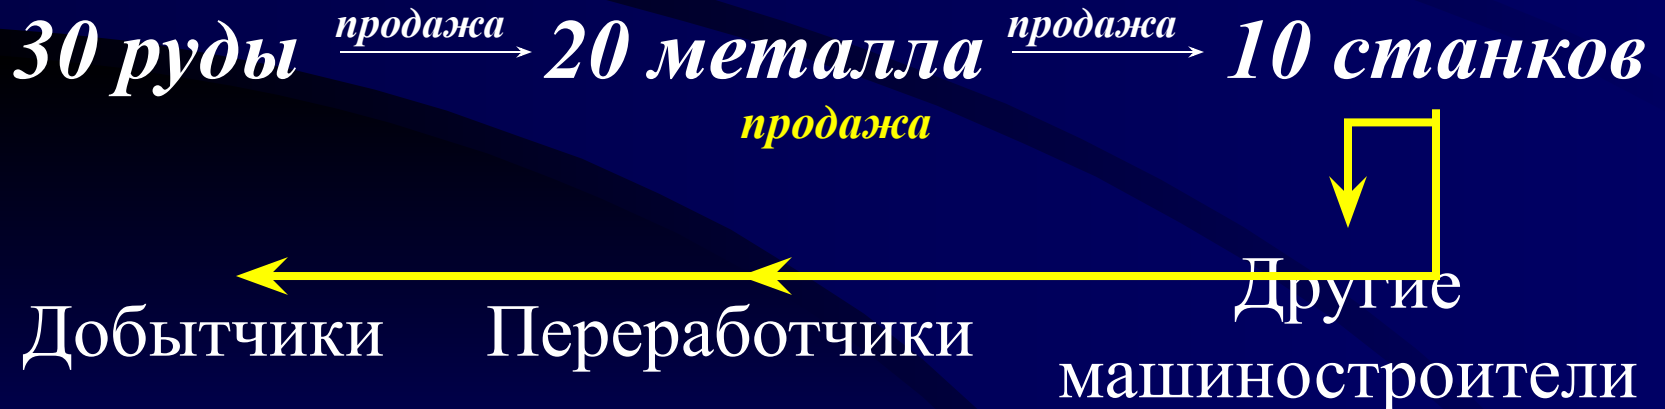 30 руды продажа 20 металла продажа 10 станков
продажа
Добытчики Переработчики Другие
машиностроители